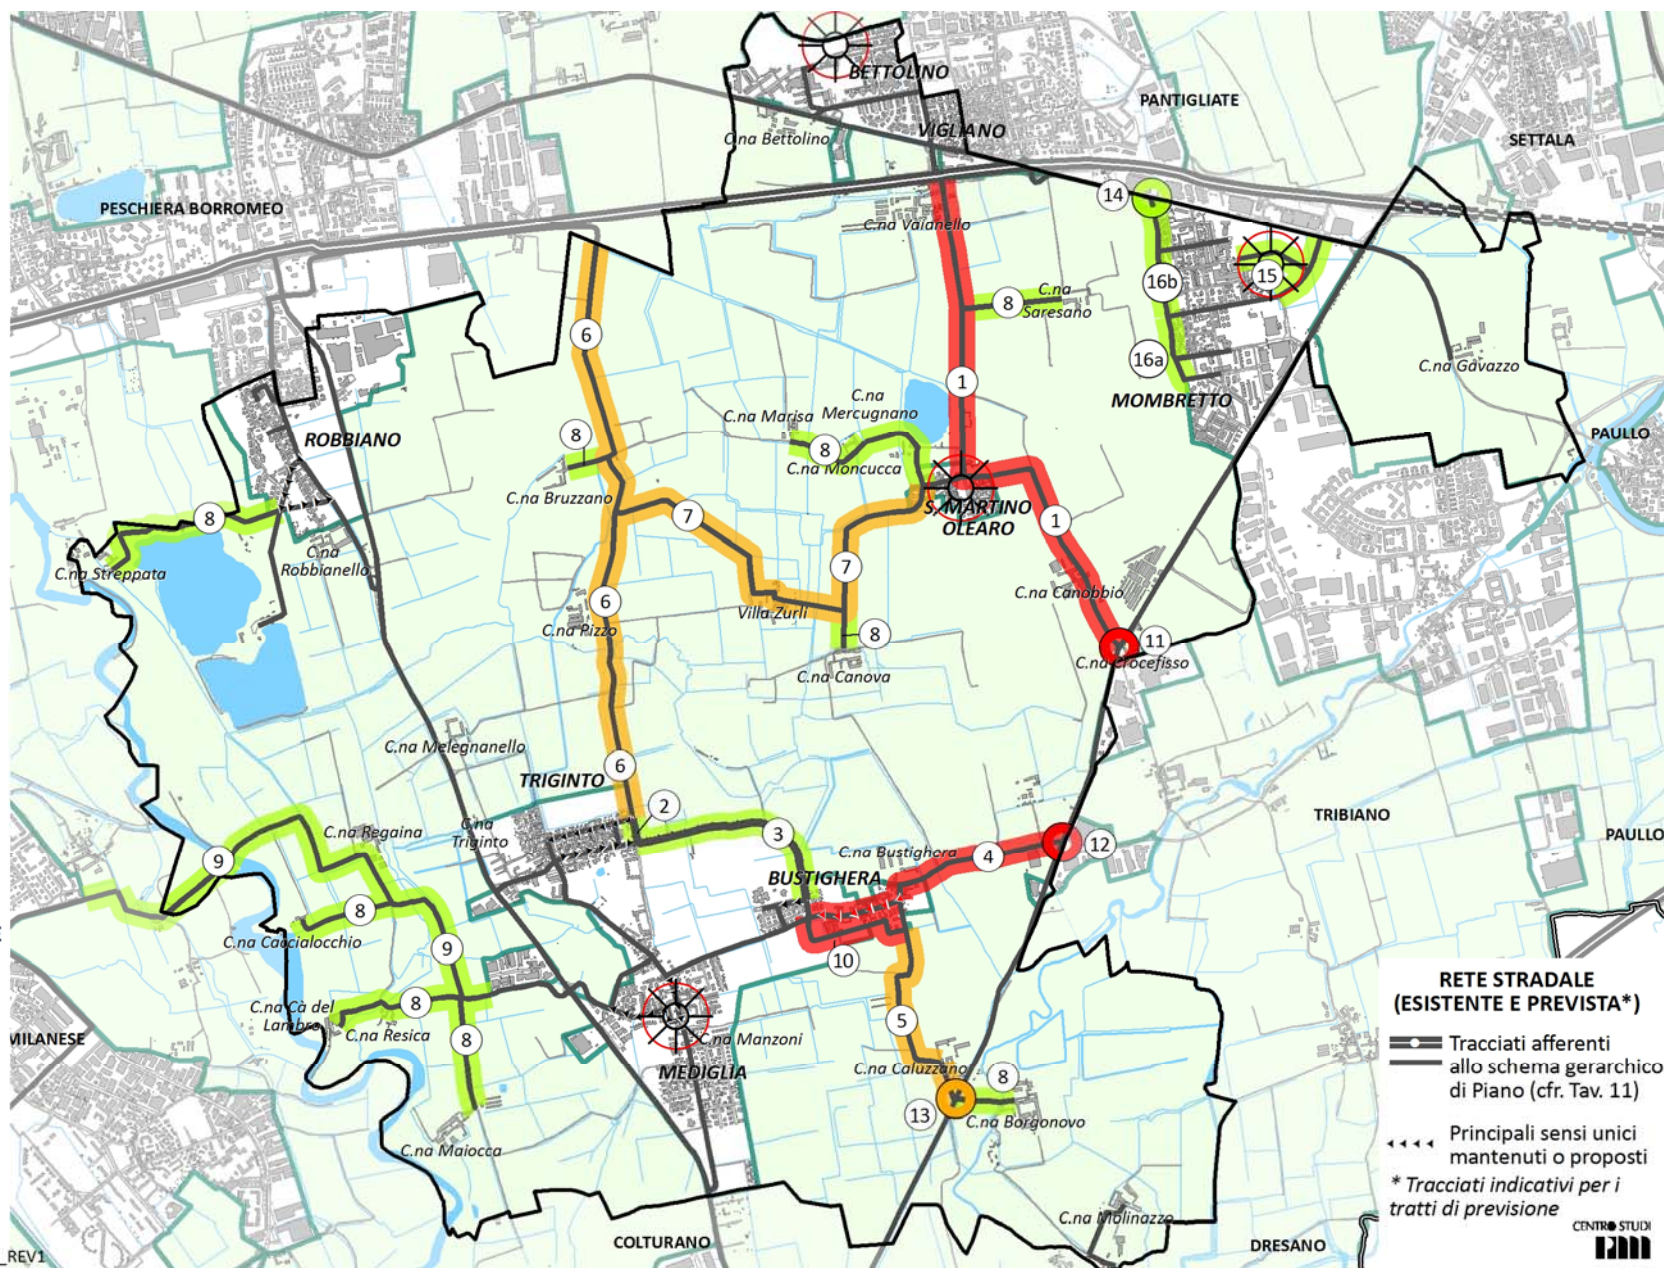 BETTOLINO
PANTIGLIATE
VIGLIANO
SETTALA
C.na Bettolino
14
PESCHIERA BORROMEO
C.na Vaianello
15
16b
8
C.na
Saresano
6
16a
C.na Gavazzo
1
MOMBRETTO
C.na
Mercugnano
C.na Marisa
ROBBIANO
8
8
C.na Moncucca
PAULLO
C.na Bruzzano
S. MARTINO
OLEARO
8
7
1
C.na
Robbianello
C.na Streppata
7
C.na Canobbio
6
Villa Zurli
C.na Pizzo
8
11
C.na Crocefisso
C.na Canova
C.na Melegnanello
6
TRIGINTO
2
TRIBIANO
C.na
Triginto
3
PAULLO
C.na Regaina
9
C.na Bustighera
4
12
BUSTIGHERA
8
C.na Caccialocchio
9
10
C.na Cà del
Lambro
8
C.na Resica
8
5
C.na Manzoni
MILANESE
MEDIGLIA
C.na Caluzzano
8
13
C.na Borgonovo
C.na Maiocca
C.na Molinazzo
COLTURANO
DRESANO
RETE STRADALE
(ESISTENTE E PREVISTA*)
Tracciati afferenti
allo schema gerarchico
di Piano (cfr. Tav. 11)
Principali sensi unici
mantenuti o proposti
* Tracciati indicativi per i
tratti di previsione
CENTRO STUDI
PIM
_REV1